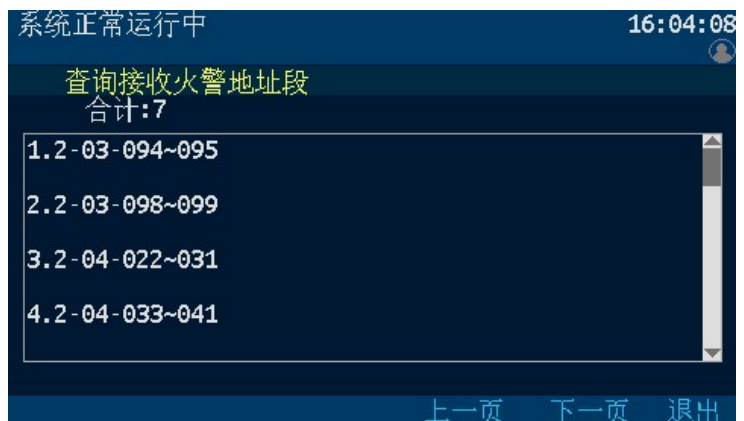 系统正常运行中 16:04:08
查询接收火警地址段
合计:7
1.2-03-094~095
2.2-03-098~099
3.2-04-022~031
4.2-04-033~041
上一页 下一页 退出